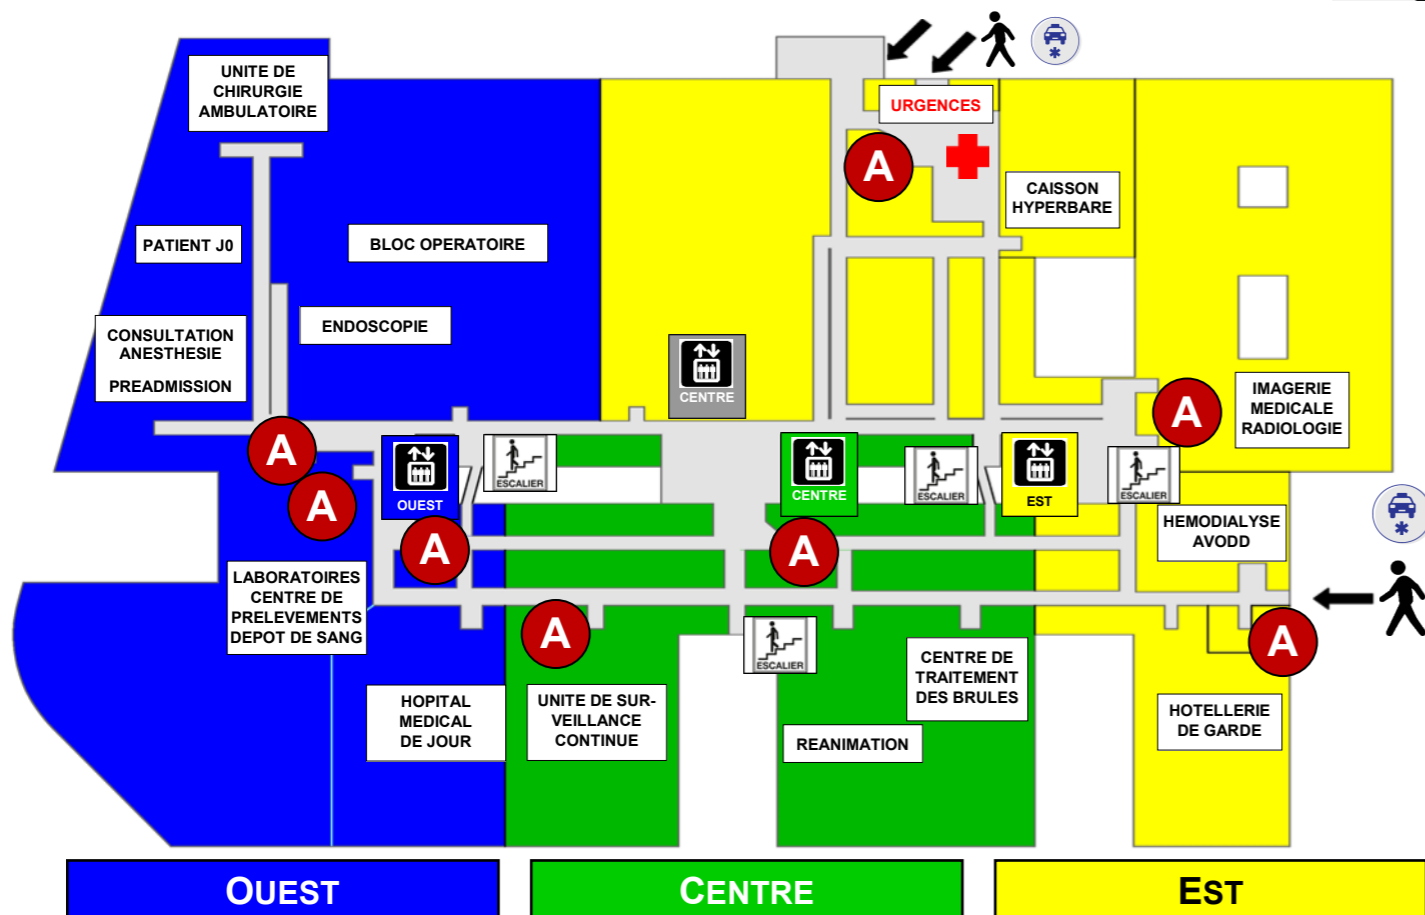 UNITE DE
CHIRURGIE
AMBULATOIRE
URGENCES
A
CAISSON
HYPERBARE
PATIENT J0
BLOC OPERATOIRE
ENDOSCOPIE
CONSULTATION
ANESTHESIE
PREADMISSION
CENTRE
A
IMAGERIE
MEDICALE
RADIOLOGIE
A
A
OUEST
ESCALIER
CENTRE
ESCALIER
EST
ESCALIER
HEMODIALYSE
AVODD
A
A
LABORATOIRES
CENTRE DE
PRELEVEMENTS
DEPOT DE SANG
A
ESCALIER
A
HOPITAL
MEDICAL
DE JOUR
UNITE DE SUR-
VEILLANCE
CONTINUE
REANIMATION
CENTRE DE
TRAITEMENT
DES BRULES
HOTELLERIE
DE GARDE
OUEST
CENTRE
EST